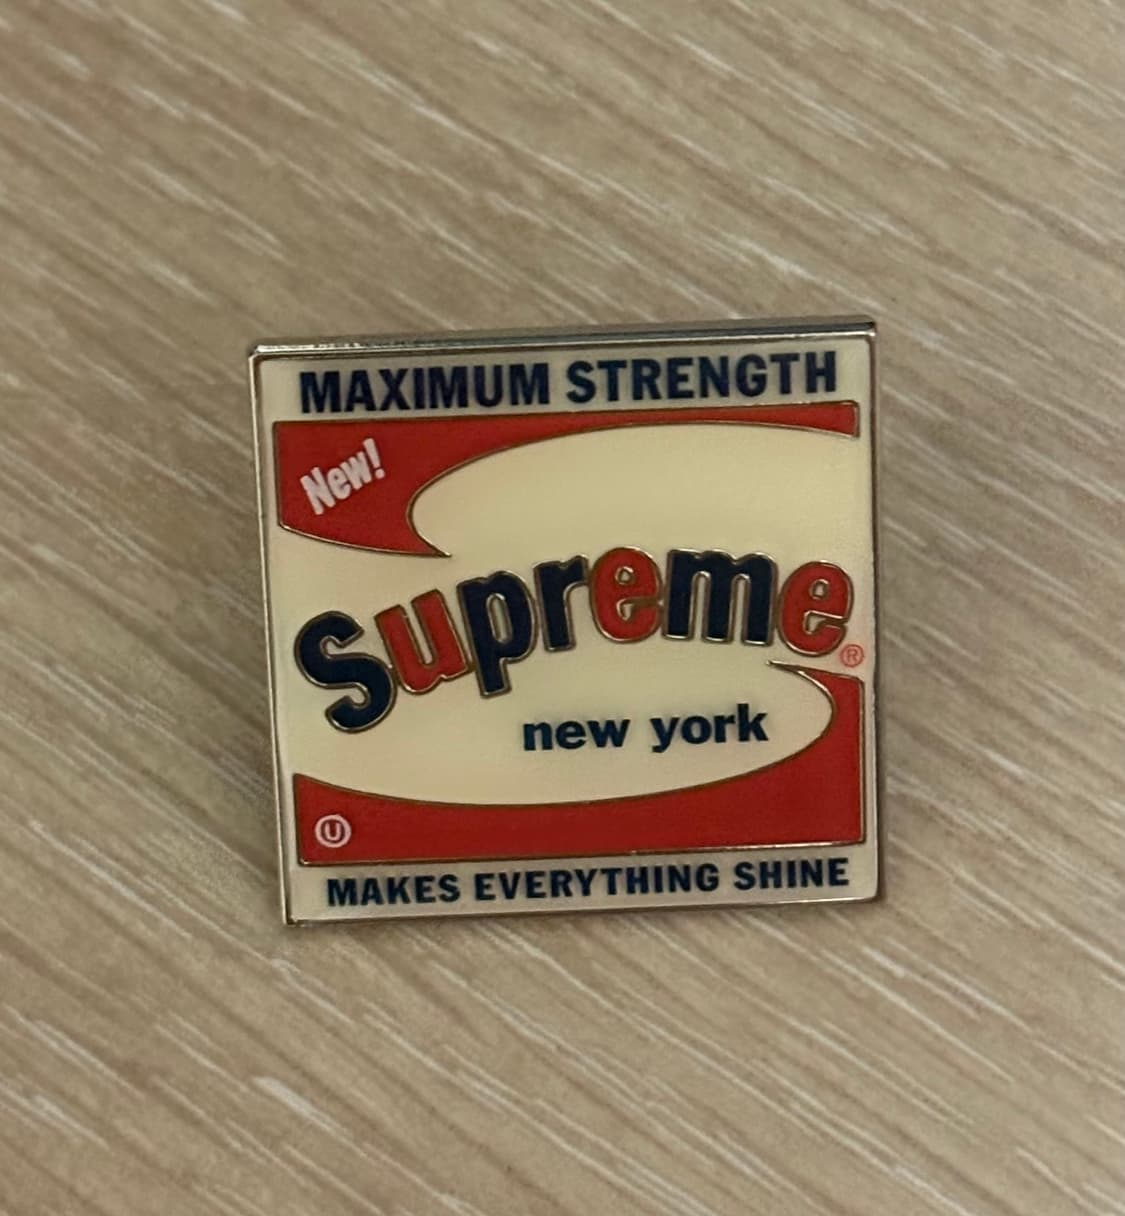 MAXIMUM STRENGTH
New!
Supreme®
new york
Ⓤ
MAKES EVERYTHING SHINE